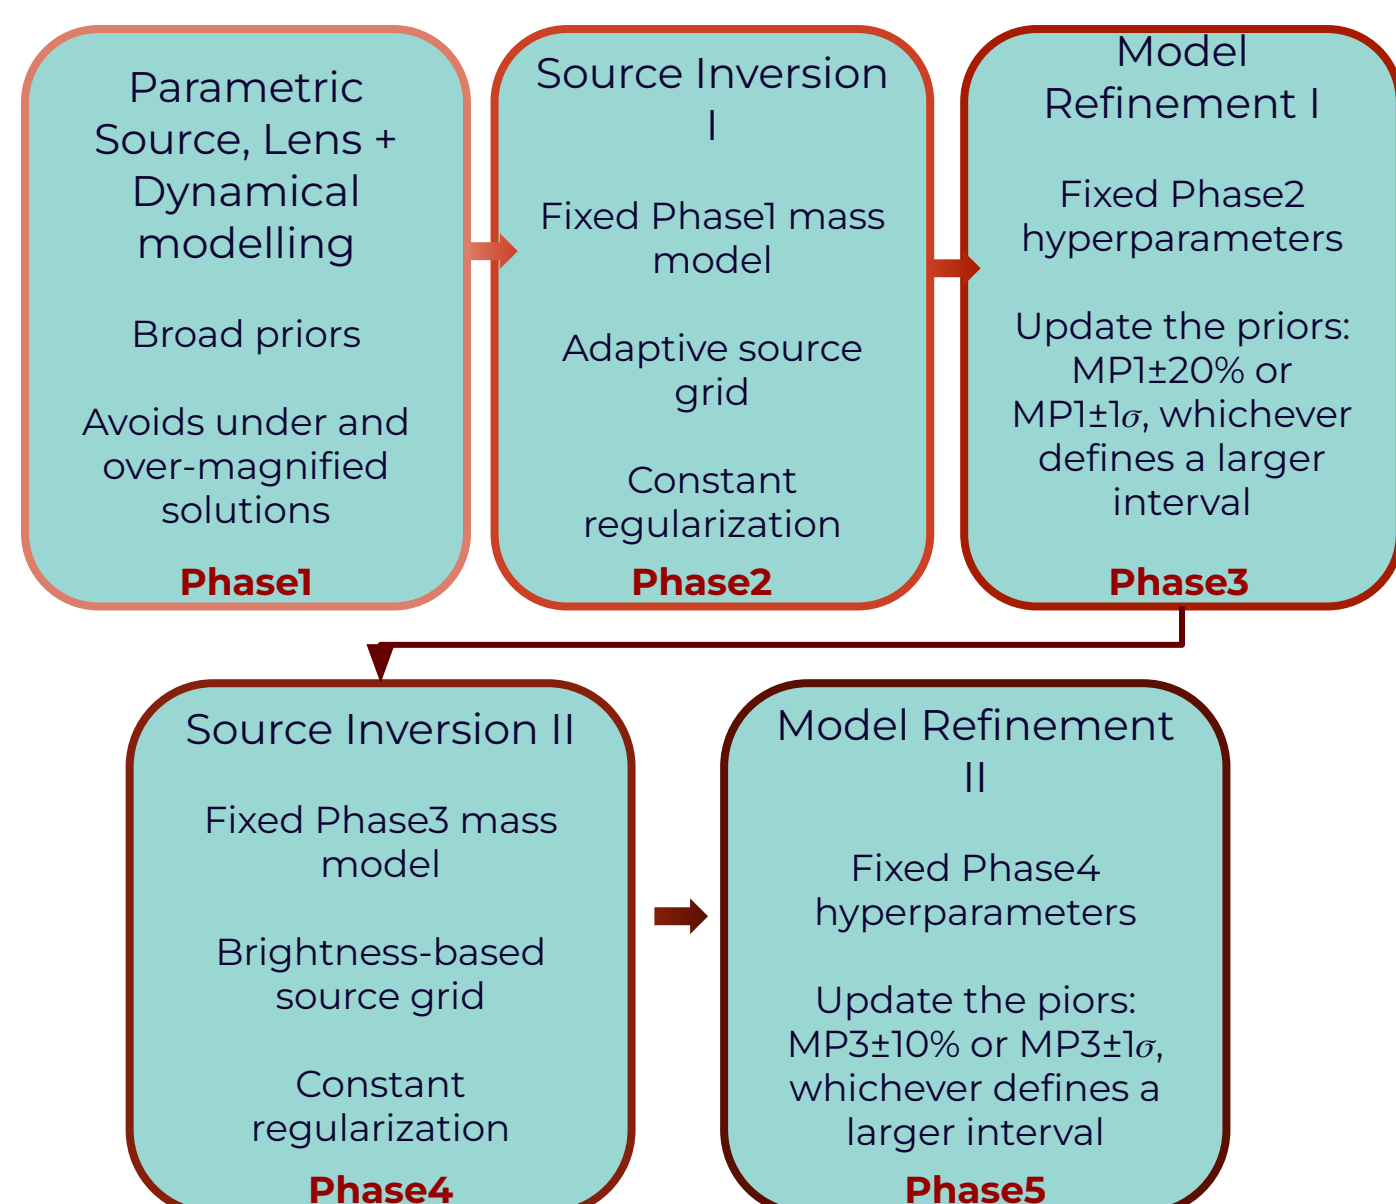 Parametric
Source, Lens +
Dynamical
modelling
Broad priors
Avoids under and
over-magnified
solutions
Phase1
Source Inversion
I
Fixed Phase1 mass
model
Adaptive source
grid
Constant
regularization
Phase2
Model
Refinement I
Fixed Phase2
hyperparameters
Update the priors:
MP1±20% or
MP1±1σ, whichever
defines a larger
interval
Phase3
Source Inversion II
Fixed Phase3 mass
model
Brightness-based
source grid
Constant
regularization
Phase4
Model Refinement
II
Fixed Phase4
hyperparameters
Update the piors:
MP3±10% or MP3±1σ,
whichever defines a
larger interval
Phase5